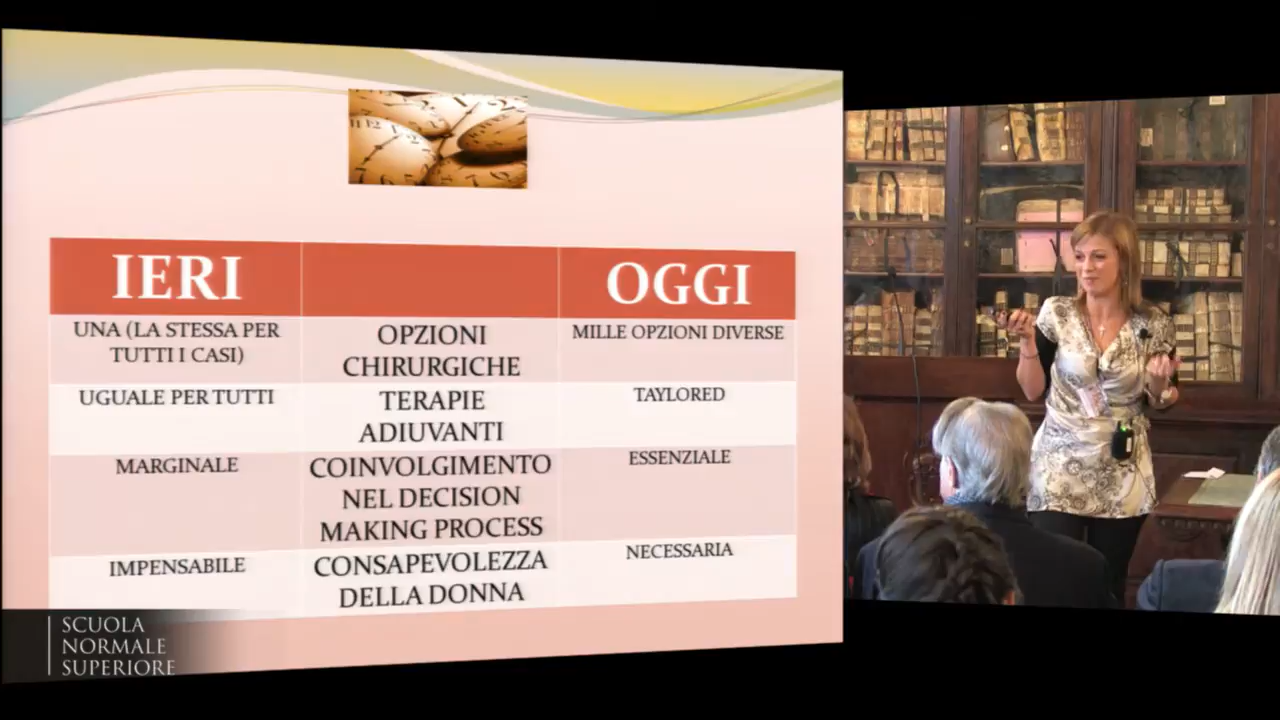 IERI
OGGI
UNA (LA STESSA PER
TUTTI I CASI)
OPZIONI
CHIRURGICHE
MILLE OPZIONI DIVERSE
UGUALE PER TUTTI
TERAPIE
ADIUVANTI
TAYLORED
MARGINALE
COINVOLGIMENTO
NEL DECISION
MAKING PROCESS
ESSENZIALE
IMPENSABILE
CONSAPEVOLEZZA
DELLA DONNA
NECESSARIA
SCUOLA
NORMALE
SUPERIORE